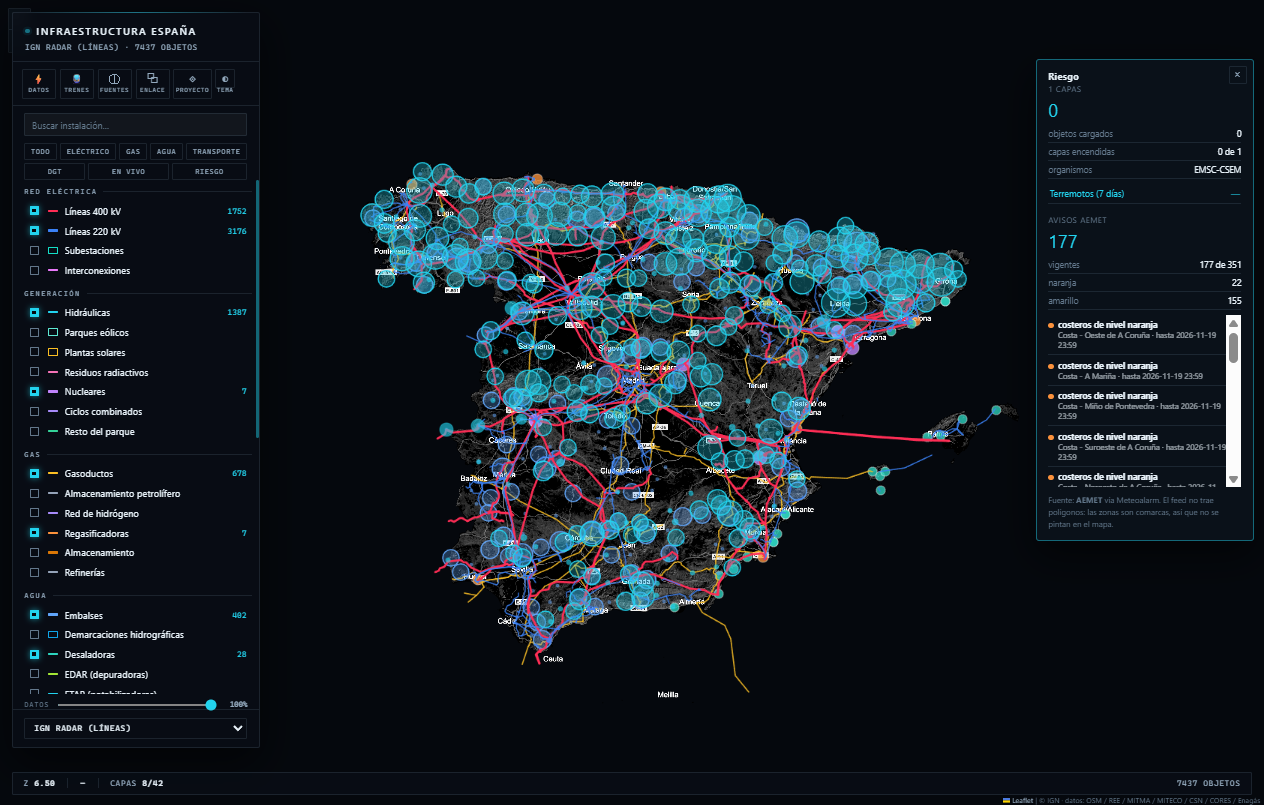 INFRAESTRUCTURA ESPAÑA
IGN RADAR (LÍNEAS) · 7437 OBJETOS
DATOS
TRENES
FUENTES
ENLACE
PROYECTO
TEMA
Buscar instalación...
TODO
ELÉCTRICO
GAS
AGUA
TRANSPORTE
DGT
EN VIVO
RIESGO
RED ELÉCTRICA
Líneas 400 kV 1752
Líneas 220 kV 3176
Subestaciones
Interconexiones
GENERACIÓN
Hidráulicas 1387
Parques eólicos
Plantas solares
Residuos radiactivos
Nucleares 7
Ciclos combinados
Resto del parque
GAS
Gasoductos 678
Almacenamiento petrolífero
Red de hidrógeno
Regasificadoras 7
Almacenamiento
Refinerías
AGUA
Embalses 402
Demarcaciones hidrográficas
Desaladoras 28
EDAR (depuradoras)
DATOS 100%
IGN RADAR (LÍNEAS)
Z 6.50 — CAPAS 8/42
7437 OBJETOS
Leaflet | © IGN · datos: OSM / REE / MITMA / MITECO / CSN / CORES / Enagás
A Coruña
Lugo
Santander
León
Burgos
Soria
Girona
Salamanca
Segovia
Ávila
Madrid
Guadalajara
Teruel
Cuenca
Toledo
Cáceres
Badajoz
Ciudad Real
Albacete
Palma
Alacant/Alicante
Murcia
Jaén
Sevilla
Granada
Málaga
Almería
Ceuta
Melilla
Riesgo
×
1 CAPAS
0
objetos cargados 0
capas encendidas 0 de 1
organismos EMSC-CSEM
Terremotos (7 días) —
AVISOS AEMET
177
vigentes 177 de 351
naranja 22
amarillo 155
costeros de nivel naranja
Costa - Oeste de A Coruña · hasta 2026-11-19
23:59
costeros de nivel naranja
Costa - A Mariña · hasta 2026-11-19 23:59
costeros de nivel naranja
Costa - Miño de Pontevedra · hasta 2026-11-19
23:59
costeros de nivel naranja
Costa - Suroeste de A Coruña · hasta 2026-11-19
23:59
costeros de nivel naranja
Fuente: AEMET vía Meteoalarm. El feed no trae
polígonos: las zonas son comarcas, así que no se
pintan en el mapa.